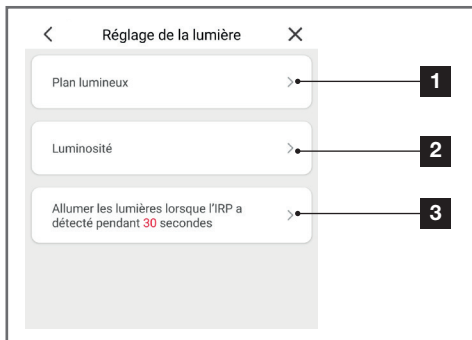 Réglage de la lumière
Plan lumineux
1
Luminosité
2
Allumer les lumières lorsque l'IRP a
détecté pendant 30 secondes
3